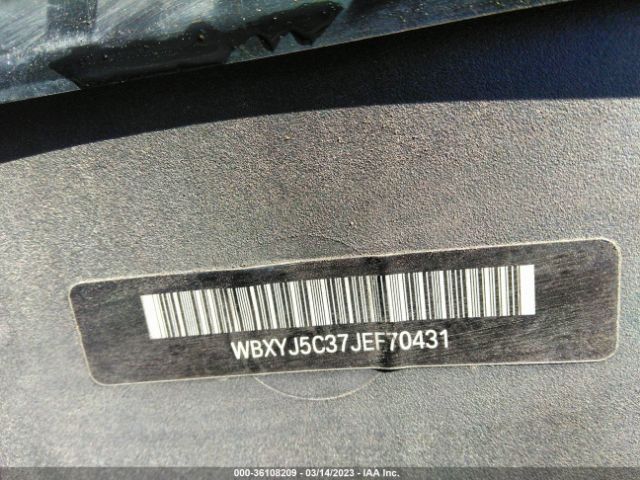 WBXYJ5C37JEF70431
000-36108209 - 03/14/2023 - IAA Inc.